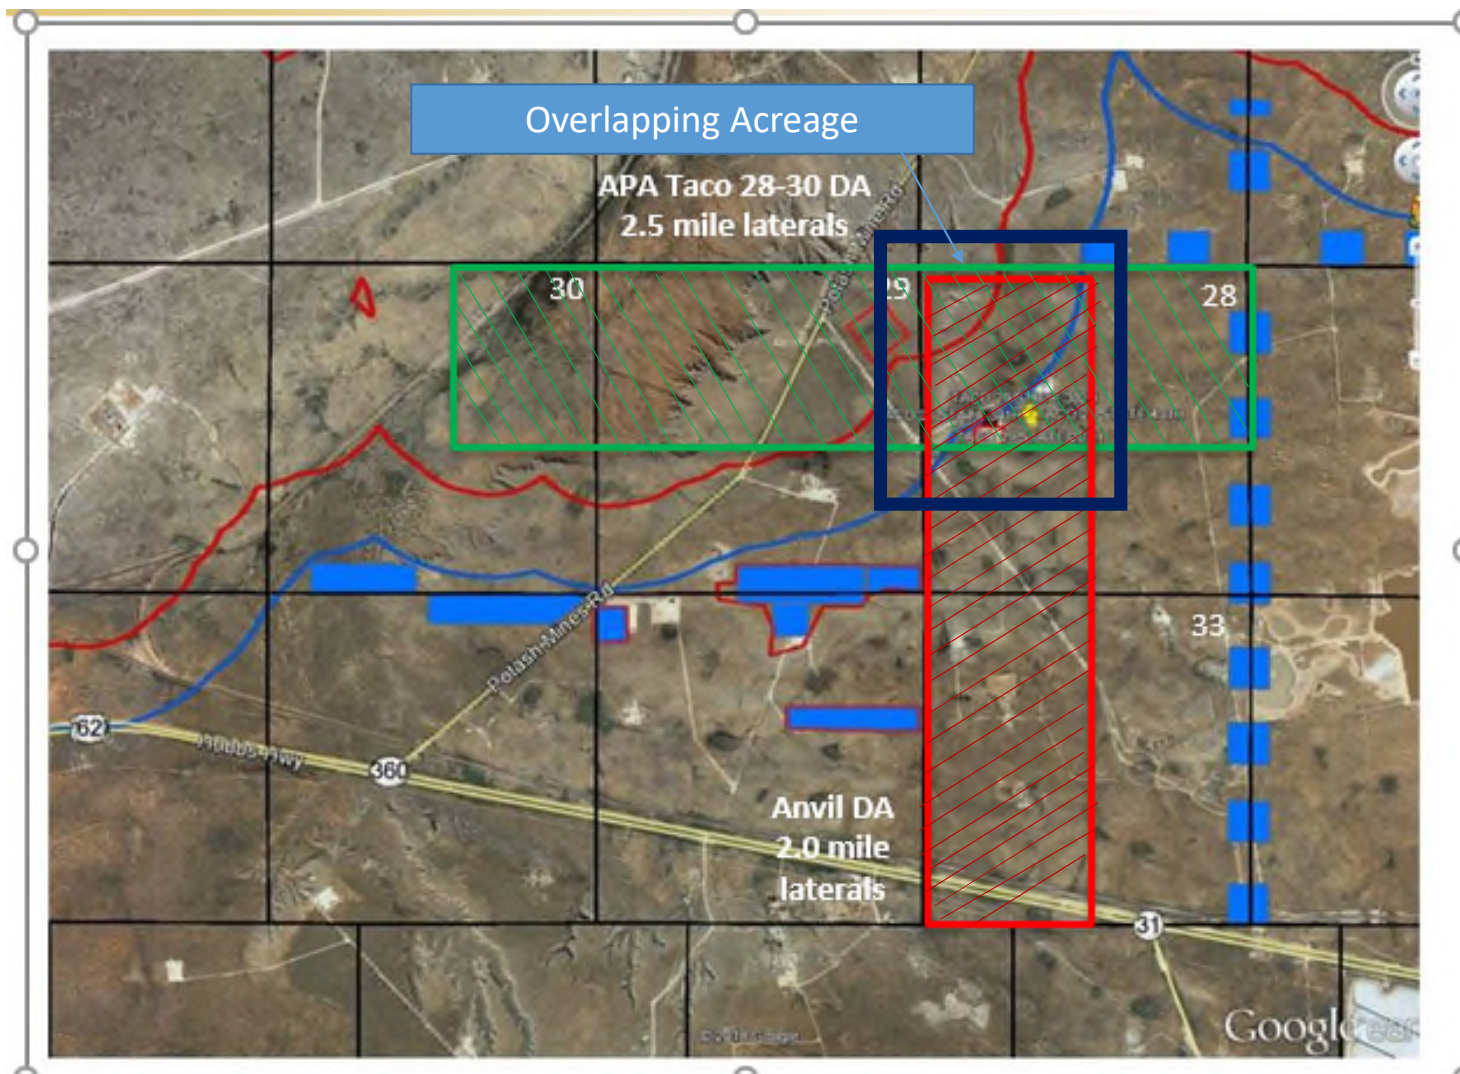 Overlapping Acreage
APA Taco 28-30 DA
2.5 mile laterals
30
29
28
33
Potash Mines Rd
62
Hobbs Hwy
360
Anvil DA
2.0 mile
laterals
31
Google